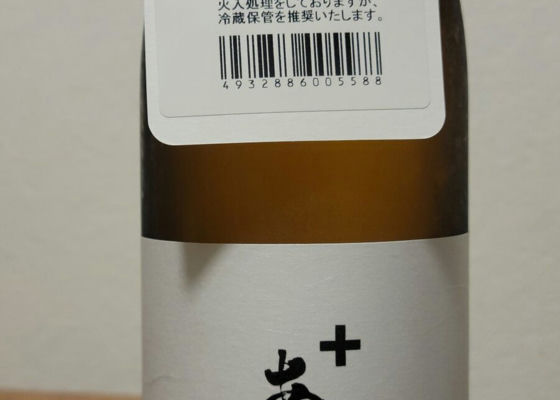 火入処理をしておりますが、
冷蔵保管を推奨いたします。
4932886005588
+